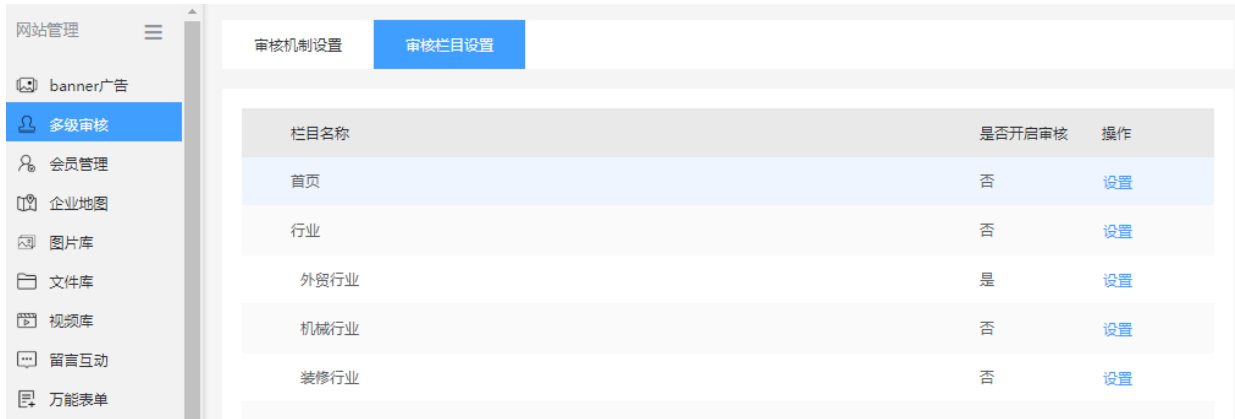 网站管理
banner广告
多级审核
会员管理
企业地图
图片库
文件库
视频库
留言互动
万能表单
审核机制设置 审核栏目设置
栏目名称 是否开启审核 操作
首页 否 设置
行业 否 设置
外贸行业 是 设置
机械行业 否 设置
装修行业 否 设置